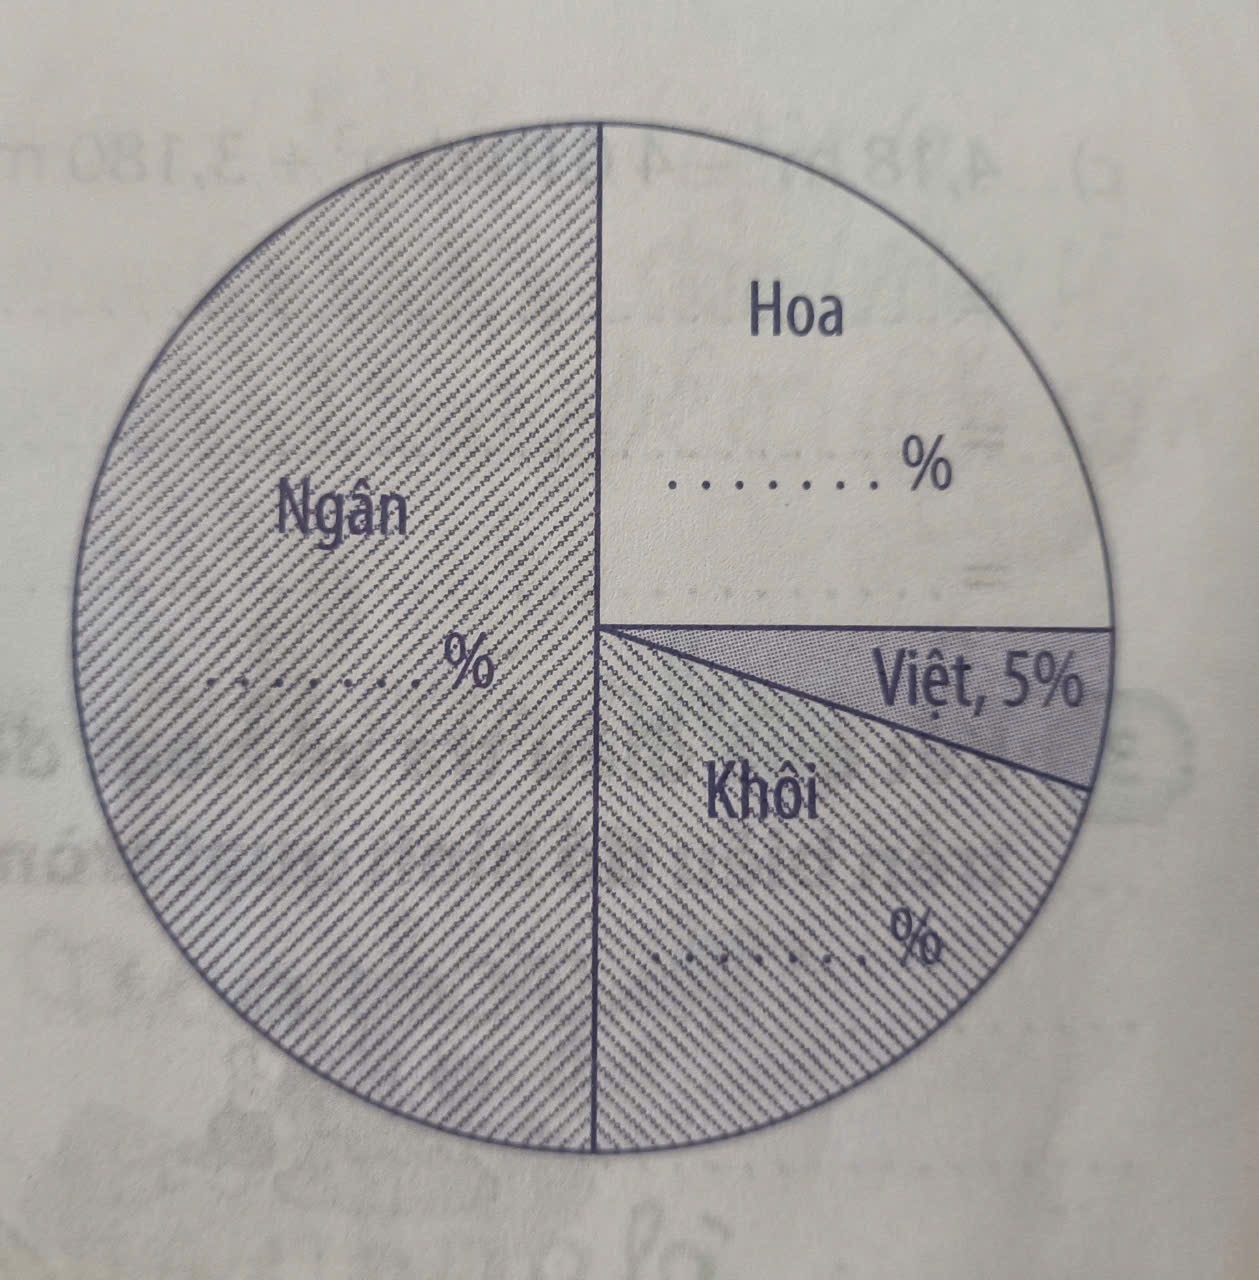 Hoa
.......%
Ngân
.......%
Việt, 5%
Khôi
.......%